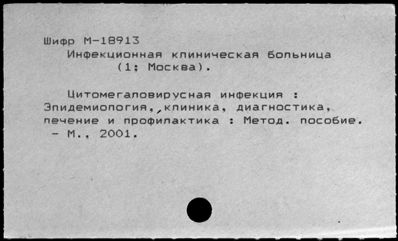 Шифр М-18913
Инфекционная клиническая больница
(1; Москва).
Цитомегаловирусная инфекция :
Эпидемиология, клиника, диагностика,
лечение и профилактика : Метод. пособие.
- М., 2001.